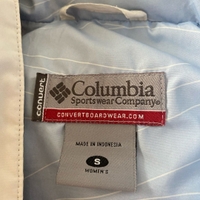 convert
Columbia
Sportswear Company®
CONVERTBOARDWEAR.COM
MADE IN INDONESIA
S
WOMEN'S